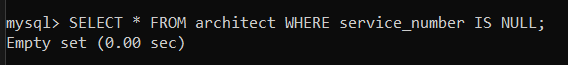 mysql> SELECT * FROM architect WHERE service_number IS NULL;
Empty set (0.00 sec)